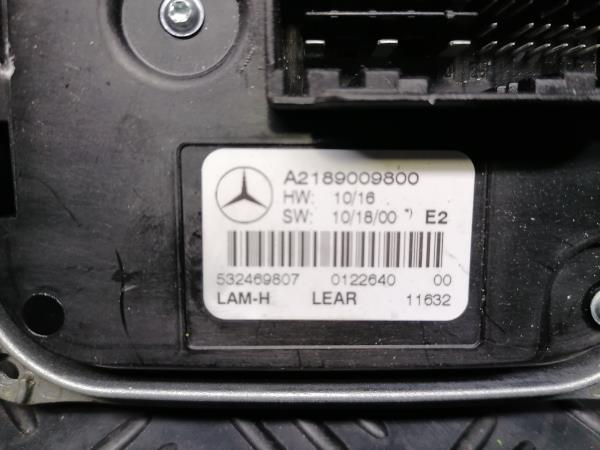 A2189009800
HW: 10/16
SW: 10/18/00 *) E2
532469807 0122640 00
LAM-H LEAR 11632